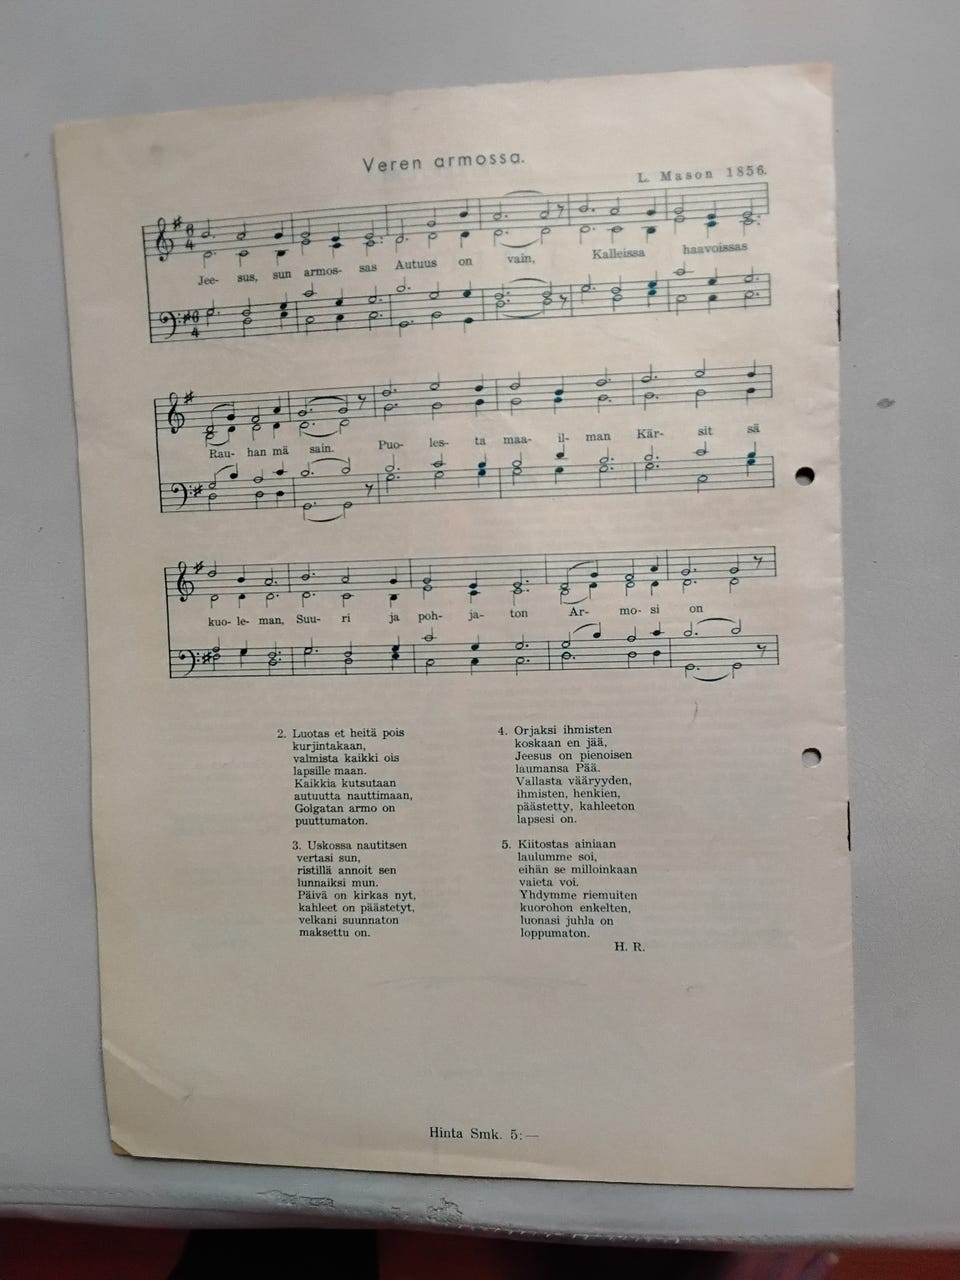 Veren armossa.
L. Mason 1856.
Jee- sus, sun armos- sas Autuus on vain, Kalleissa haavoissas
Rau- han mä sain. Puo- les- ta maa- il- man Kär- sit sä
kuo- le- man, Suu- ri ja poh- ja- ton Ar- mo- si on
2. Luotas et heitä pois
kurjintakaan,
valmista kaikki ois
lapsille maan.
Kaikkia kutsutaan
autuutta nauttimaan,
Golgatan armo on
puuttumaton.
3. Uskossa nautitsen
vertasi sun,
ristillä annoit sen
lunnaiksi mun.
Päivä on kirkas nyt,
kahleet on päästetyt,
velkani suunnaton
maksettu on.
4. Orjaksi ihmisten
koskaan en jää,
Jeesus on pienoisen
laumansa Pää.
Vallasta vääryyden,
ihmisten, henkien,
päästetty, kahleeton
lapsesi on.
5. Kiitostas ainiaan
laulumme soi,
eihän se milloinkaan
vaieta voi.
Yhdymme riemuiten
kuorohon enkelten,
luonasi juhla on
loppumaton.
H. R.
Hinta Smk. 5:—